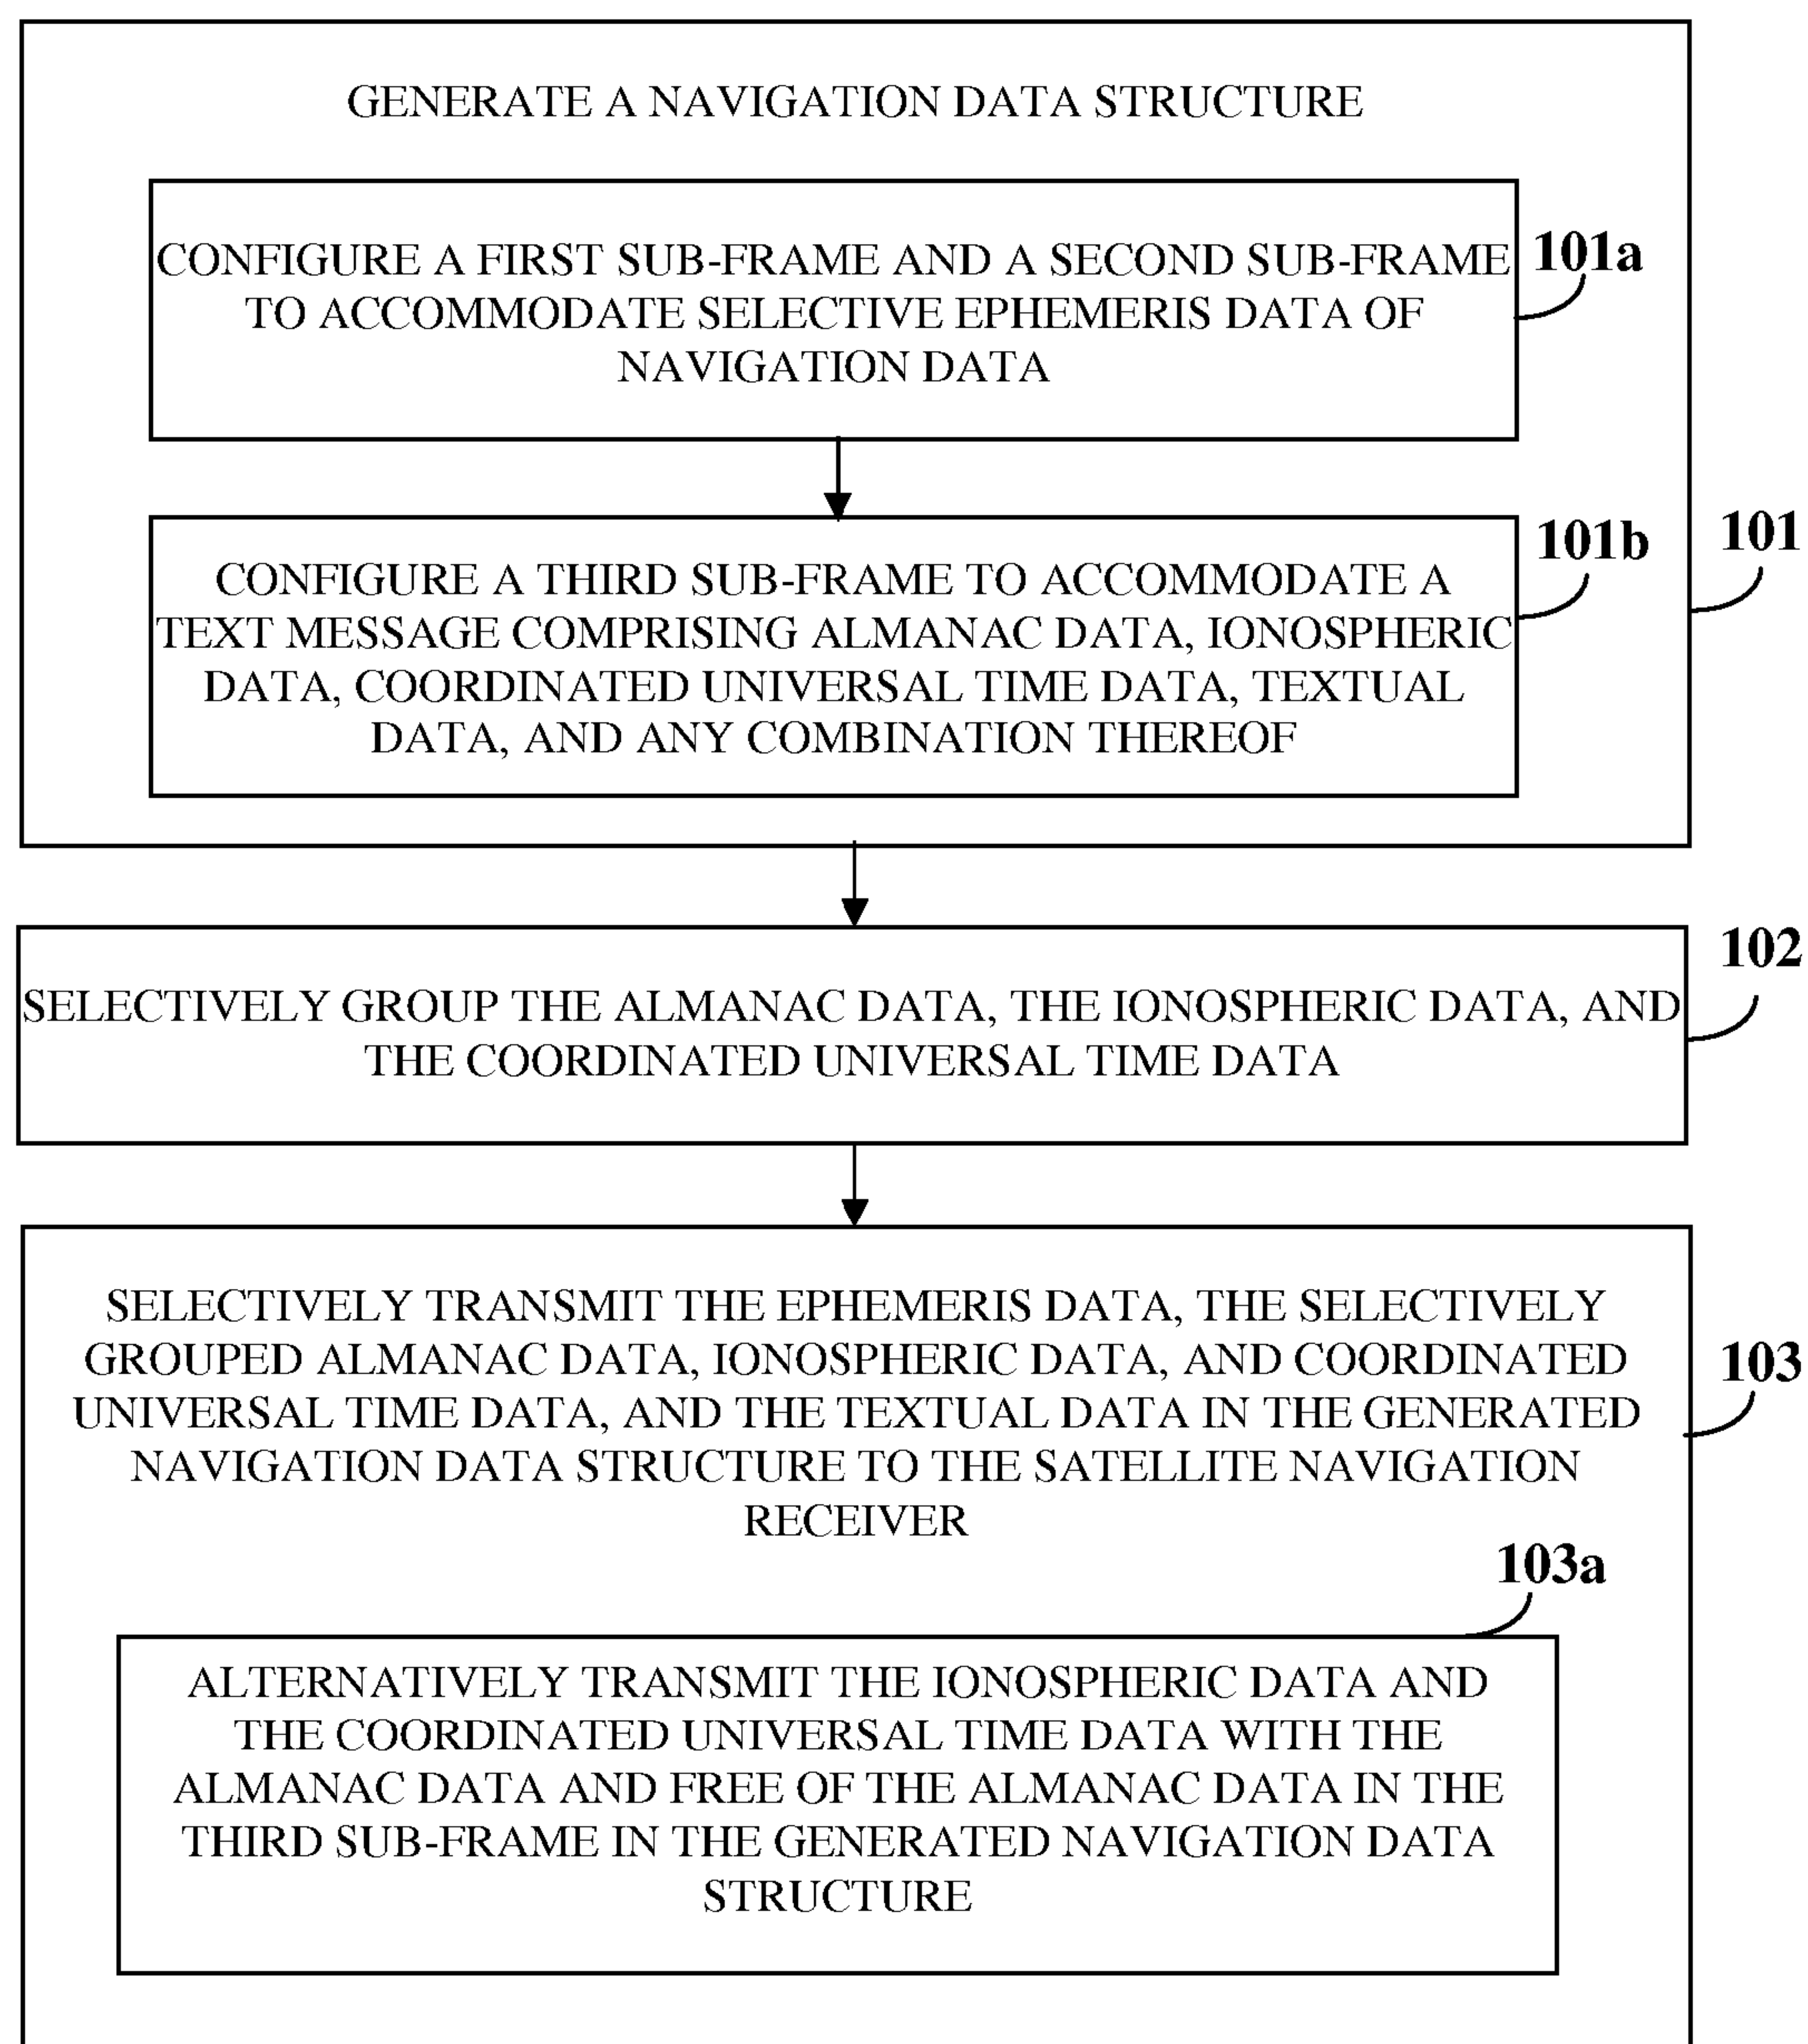 GENERATE A NAVIGATION DATA STRUCTURE
CONFIGURE A FIRST SUB-FRAME AND A SECOND SUB-FRAME
TO ACCOMMODATE SELECTIVE EPHEMERIS DATA OF
NAVIGATION DATA
101a
CONFIGURE A THIRD SUB-FRAME TO ACCOMMODATE A
TEXT MESSAGE COMPRISING ALMANAC DATA, IONOSPHERIC
DATA, COORDINATED UNIVERSAL TIME DATA, TEXTUAL
DATA, AND ANY COMBINATION THEREOF
101b
101
SELECTIVELY GROUP THE ALMANAC DATA, THE IONOSPHERIC DATA, AND
THE COORDINATED UNIVERSAL TIME DATA
102
SELECTIVELY TRANSMIT THE EPHEMERIS DATA, THE SELECTIVELY
GROUPED ALMANAC DATA, IONOSPHERIC DATA, AND COORDINATED
UNIVERSAL TIME DATA, AND THE TEXTUAL DATA IN THE GENERATED
NAVIGATION DATA STRUCTURE TO THE SATELLITE NAVIGATION
RECEIVER
103
103a
ALTERNATIVELY TRANSMIT THE IONOSPHERIC DATA AND
THE COORDINATED UNIVERSAL TIME DATA WITH THE
ALMANAC DATA AND FREE OF THE ALMANAC DATA IN THE
THIRD SUB-FRAME IN THE GENERATED NAVIGATION DATA
STRUCTURE